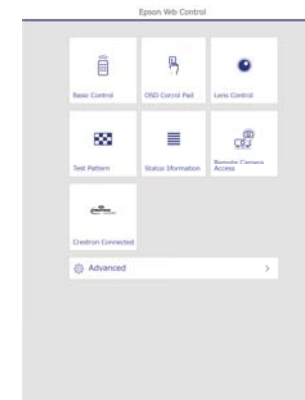 Epson Web Control
Basic Control
OSD Control Pad
Lens Control
Test Pattern
Status Information
Remote Camera
Access
Crestron Connected
Advanced